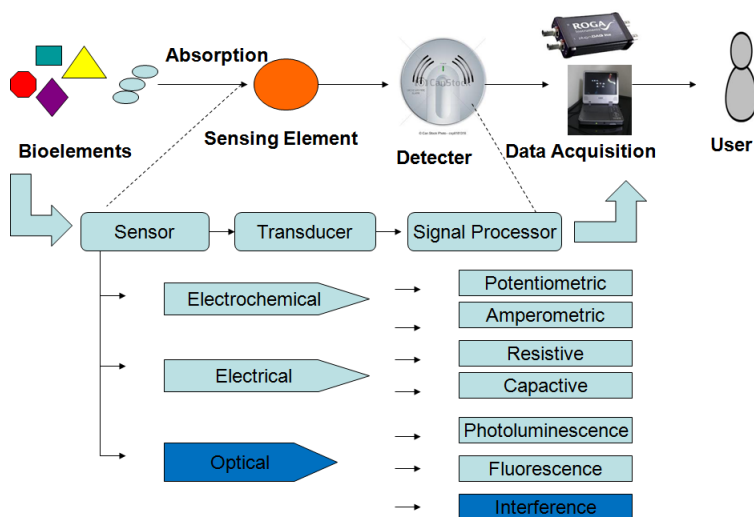 Absorption
Bioelements
Sensing Element
Detecter
Data Acquisition
User
ROGA
Sensor
Transducer
Signal Processor
Electrochemical
Potentiometric
Amperometric
Electrical
Resistive
Capactive
Optical
Photoluminescence
Fluorescence
Interference